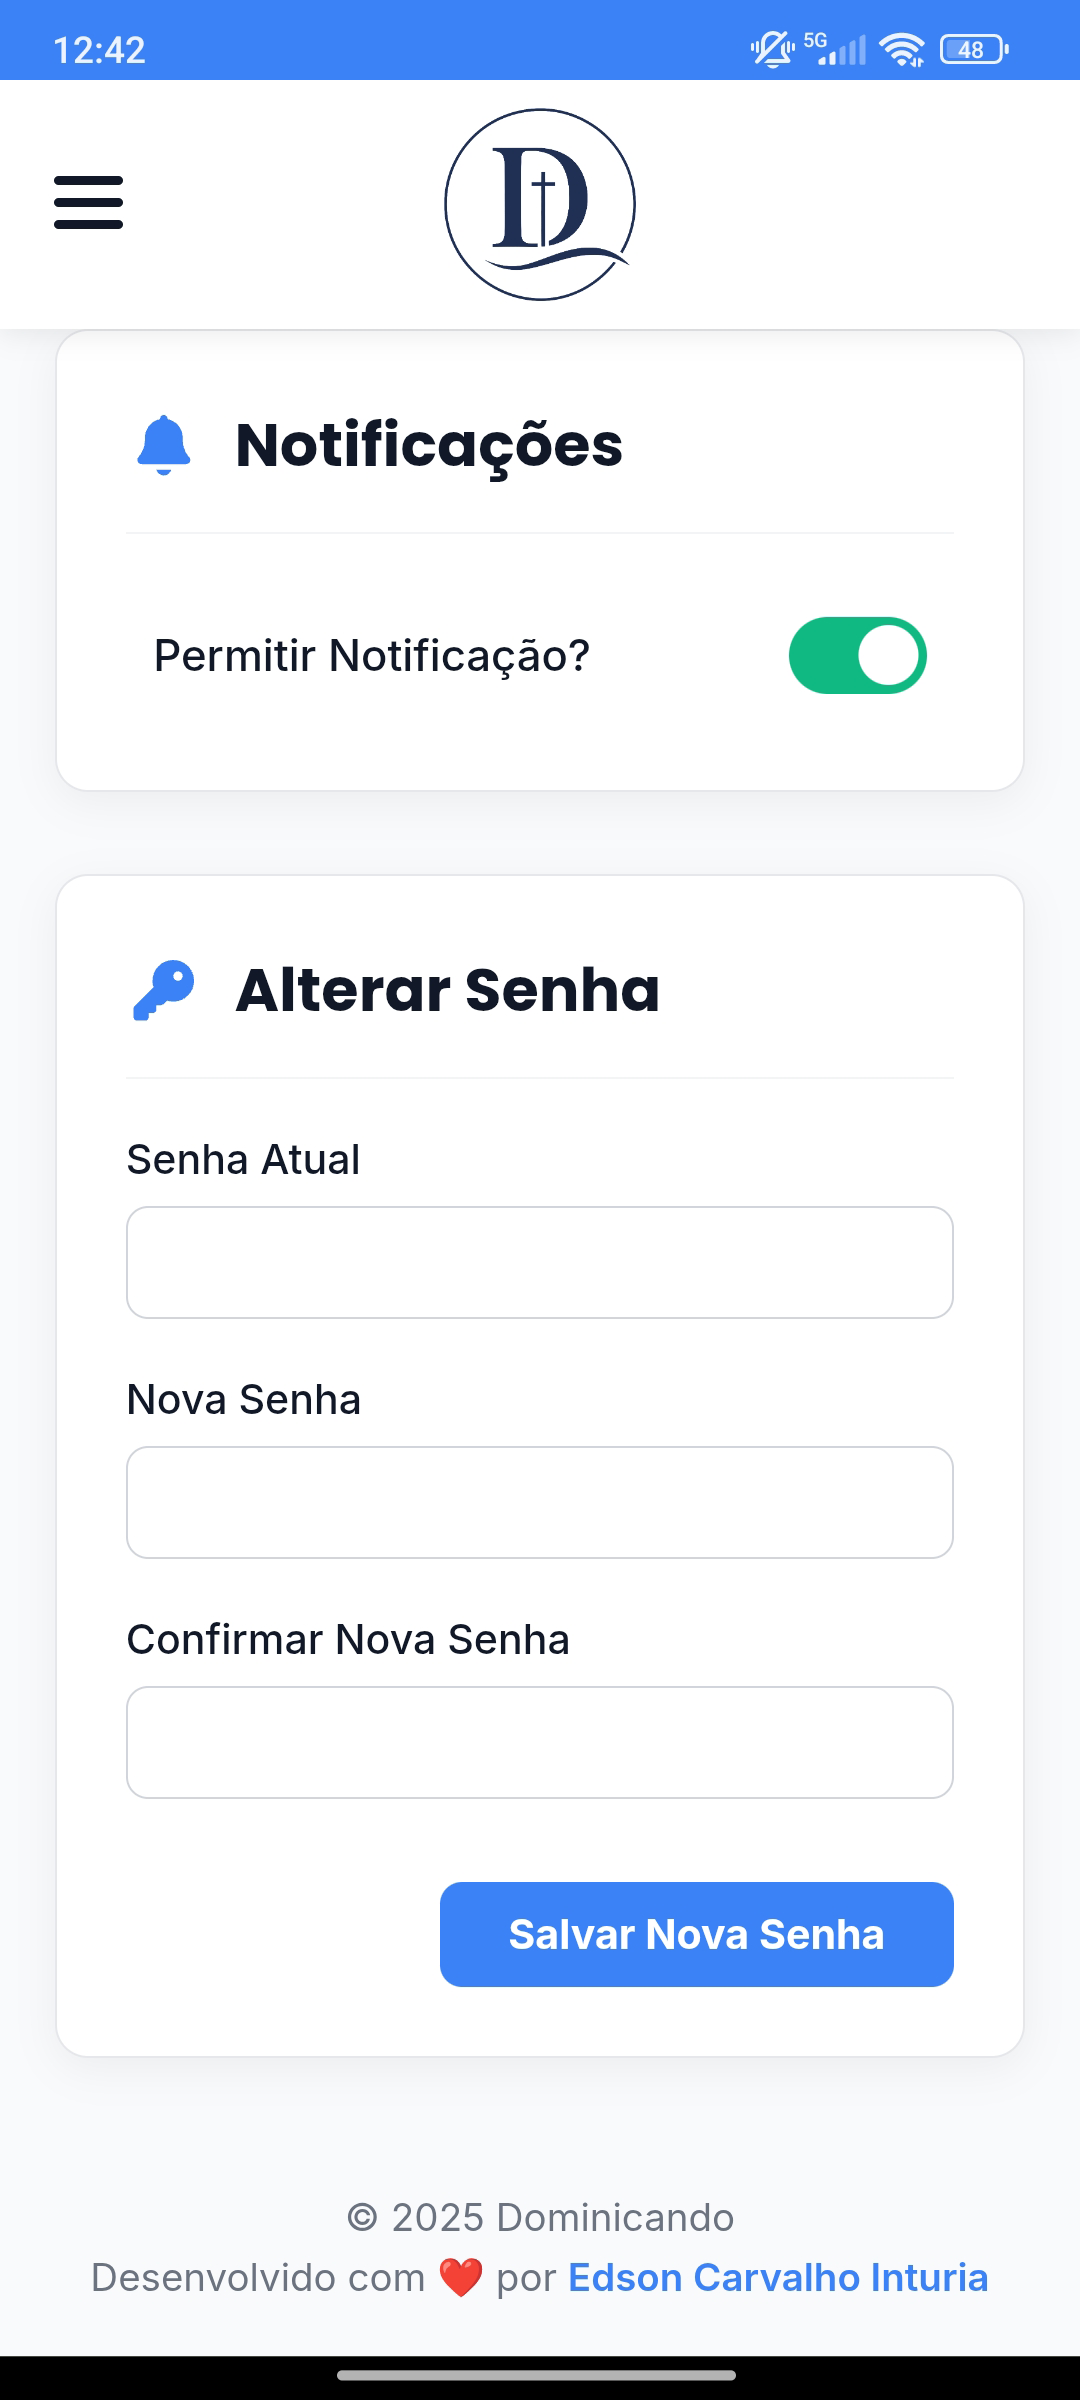 12:42
5G
48
D
Notificações
Permitir Notificação?
Alterar Senha
Senha Atual
Nova Senha
Confirmar Nova Senha
Salvar Nova Senha
© 2025 Dominicando
Desenvolvido com ❤️ por Edson Carvalho Inturia